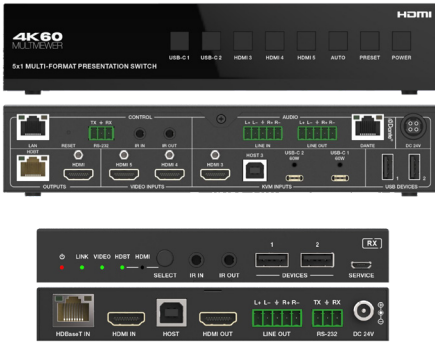 HDMI
4K60
MULTIVIEWER
5x1 MULTI-FORMAT PRESENTATION SWITCH
USB-C 1 USB-C 2 HDMI 3 HDMI 4 HDMI 5 AUTO PRESET POWER
CONTROL AUDIO
TX RX L+ L- R+ R- L+ L- R+ R- Dante
LAN RESET RS-232 IR IN IR OUT LINE IN LINE OUT DANTE DC 24V
HDBT HDMI HDMI 5 HDMI 4 HDMI 3 HOST 3 USB-C 2 60W USB-C 1 60W 1 2
OUTPUTS VIDEO INPUTS KVM INPUTS USB DEVICES
1 2 RX
LINK VIDEO HDBT HDMI
SELECT IR IN IR OUT DEVICES SERVICE
L+ L- R+ R- TX RX
HDBaseT IN HDMI IN HOST HDMI OUT LINE OUT RS-232 DC 24V